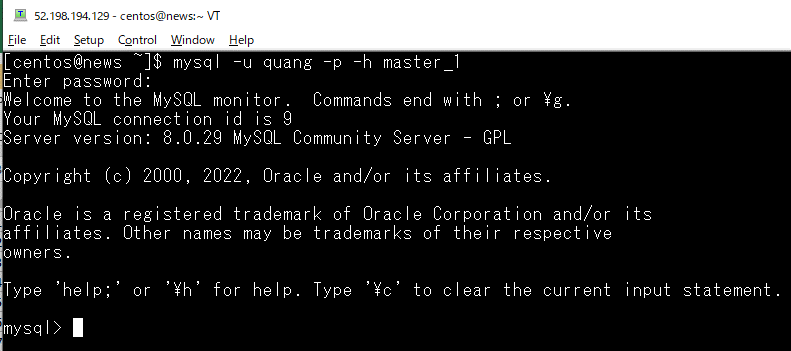 52.198.194.129 - centos@news:~ VT
File Edit Setup Control Window Help
[centos@news ~]$ mysql -u quang -p -h master_1
Enter password:
Welcome to the MySQL monitor.  Commands end with ; or ¥g.
Your MySQL connection id is 9
Server version: 8.0.29 MySQL Community Server - GPL
Copyright (c) 2000, 2022, Oracle and/or its affiliates.
Oracle is a registered trademark of Oracle Corporation and/or its
affiliates. Other names may be trademarks of their respective
owners.
Type 'help;' or '¥h' for help. Type '¥c' to clear the current input statement.
mysql>